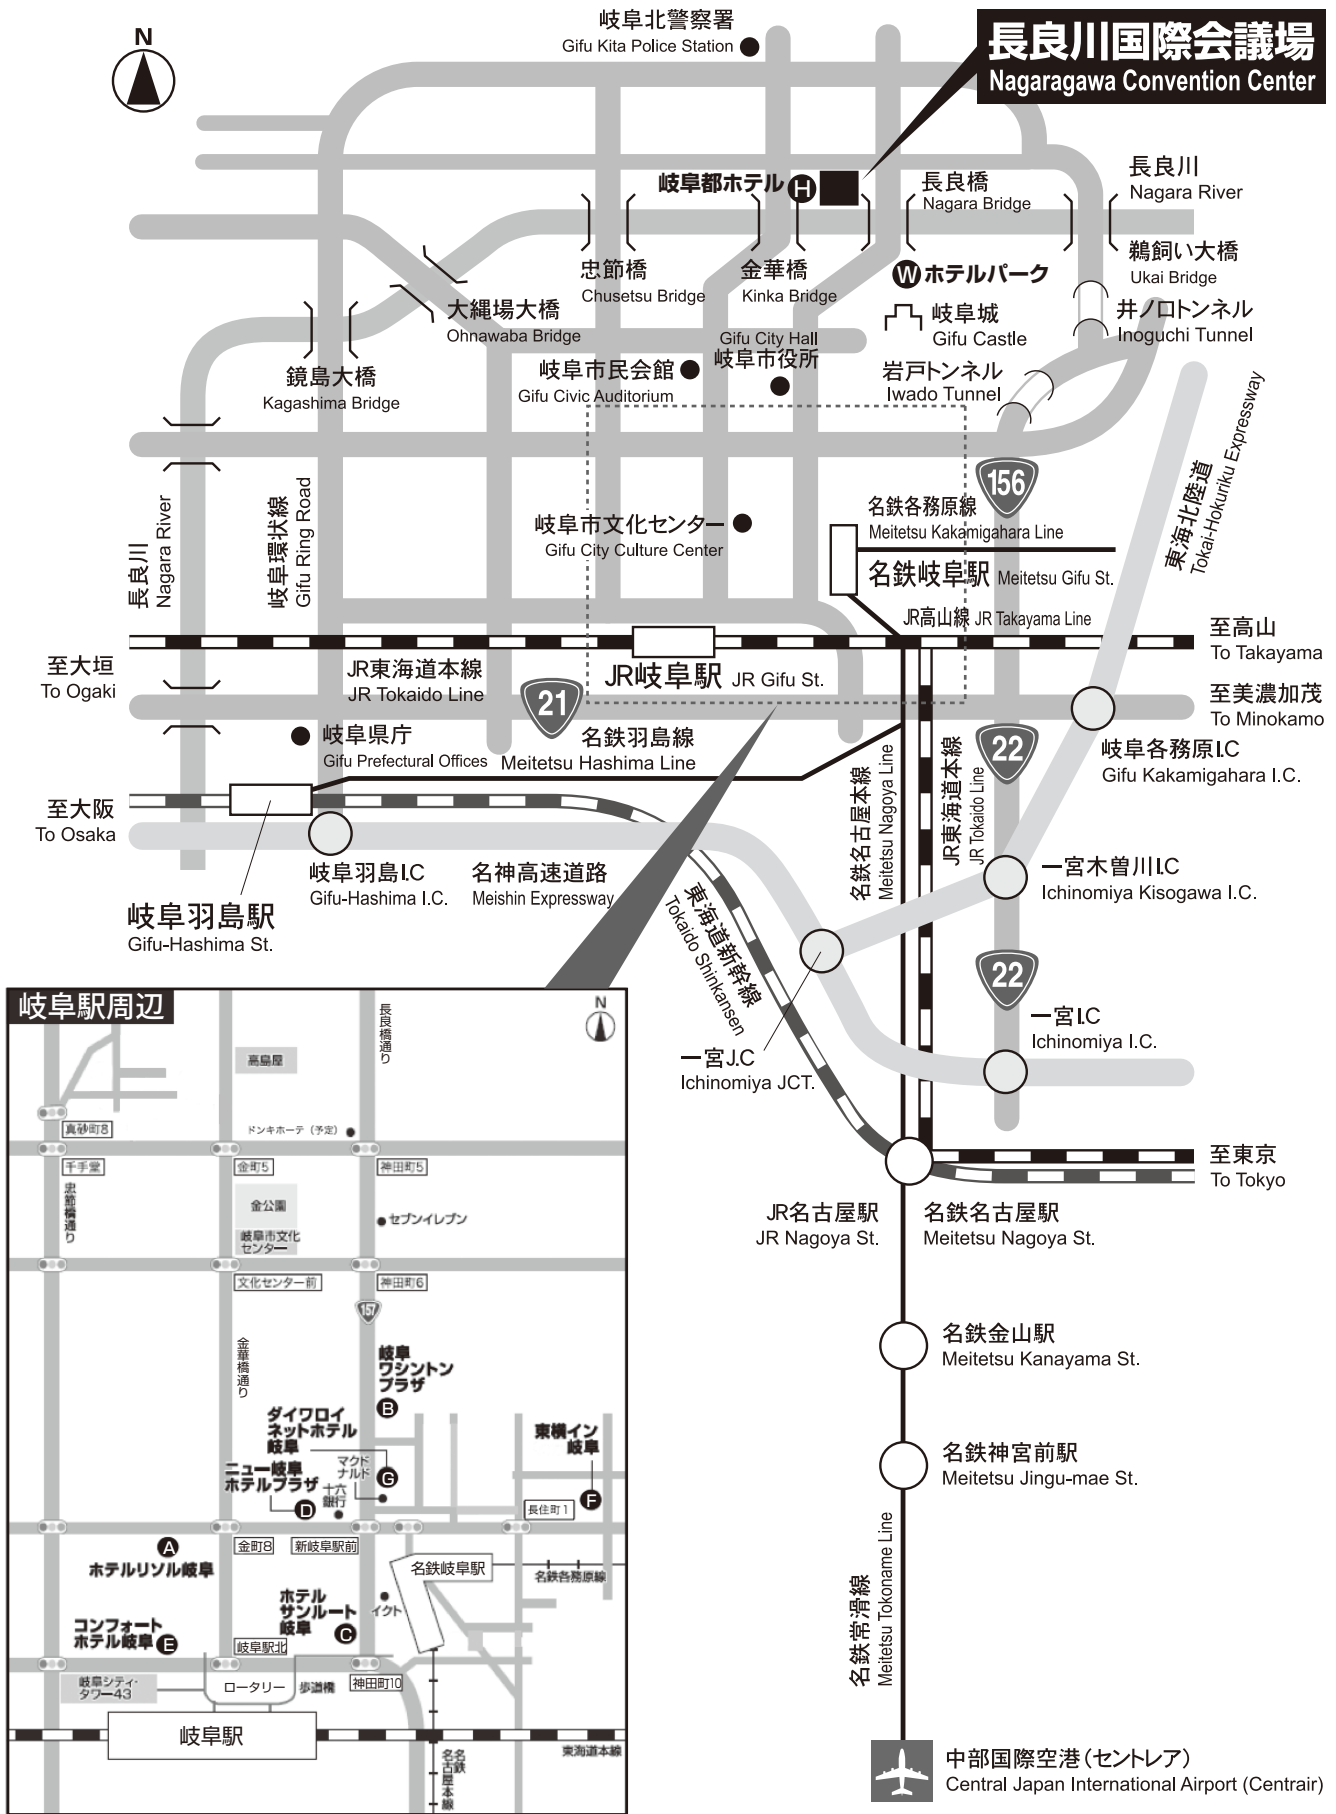 N
岐阜北警察署
Gifu Kita Police Station
長良川国際会議場
Nagaragawa Convention Center
岐阜都ホテル H
長良橋
Nagara Bridge
長良川
Nagara River
忠節橋
Chusetsu Bridge
金華橋
Kinka Bridge
W ホテルパーク
鵜飼い大橋
Ukai Bridge
大縄場大橋
Ohnawaba Bridge
岐阜城
Gifu Castle
井ノ口トンネル
Inoguchi Tunnel
Gifu City Hall
岐阜市役所
岐阜市民会館
Gifu Civic Auditorium
岩戸トンネル
Iwado Tunnel
鏡島大橋
Kagashima Bridge
156
東海北陸道
Tokai-Hokuriku Expressway
長良川
Nagara River
岐阜環状線
Gifu Ring Road
岐阜市文化センター
Gifu City Culture Center
名鉄各務原線
Meitetsu Kakamigahara Line
名鉄岐阜駅 Meitetsu Gifu St.
JR高山線 JR Takayama Line
至高山
To Takayama
至大垣
To Ogaki
JR東海道本線
JR Tokaido Line
JR岐阜駅 JR Gifu St.
至美濃加茂
To Minokamo
21
岐阜県庁
Gifu Prefectural Offices
名鉄羽島線
Meitetsu Hashima Line
22
岐阜各務原I.C
Gifu Kakamigahara I.C.
名鉄名古屋本線
Meitetsu Nagoya Line
JR東海道本線
JR Tokaido Line
至大阪
To Osaka
岐阜羽島I.C
Gifu-Hashima I.C.
名神高速道路
Meishin Expressway
一宮木曽川I.C
Ichinomiya Kisogawa I.C.
岐阜羽島駅
Gifu-Hashima St.
東海道新幹線
Tokaido Shinkansen
22
一宮I.C
Ichinomiya I.C.
一宮J.C
Ichinomiya JCT.
至東京
To Tokyo
JR名古屋駅
JR Nagoya St.
名鉄名古屋駅
Meitetsu Nagoya St.
名鉄金山駅
Meitetsu Kanayama St.
名鉄神宮前駅
Meitetsu Jingu-mae St.
名鉄常滑線
Meitetsu Tokoname Line
中部国際空港（セントレア）
Central Japan International Airport (Centrair)
岐阜駅周辺
N
長良橋通り
高島屋
ドンキホーテ（予定）
真砂町8
千手堂
金町5
神田町5
忠節橋通り
金公園
セブンイレブン
岐阜市文化
センター
文化センター前
神田町6
157
金華橋通り
岐阜
ワシントン
プラザ
B
ダイワロイ
ネットホテル
岐阜
G
マクド
ナルド
東横イン
岐阜
F
ニュー岐阜
ホテルプラザ
D
十六
銀行
長住町1
A
ホテルリソル岐阜
金町8
新岐阜駅前
名鉄岐阜駅
名鉄各務原線
ホテル
サンルート
岐阜
C
イクト
コンフォート
ホテル岐阜 E
岐阜駅北
岐阜シティ・
タワー43
ロータリー
歩道橋
神田町10
岐阜駅
東海道本線
名鉄
名古屋本線